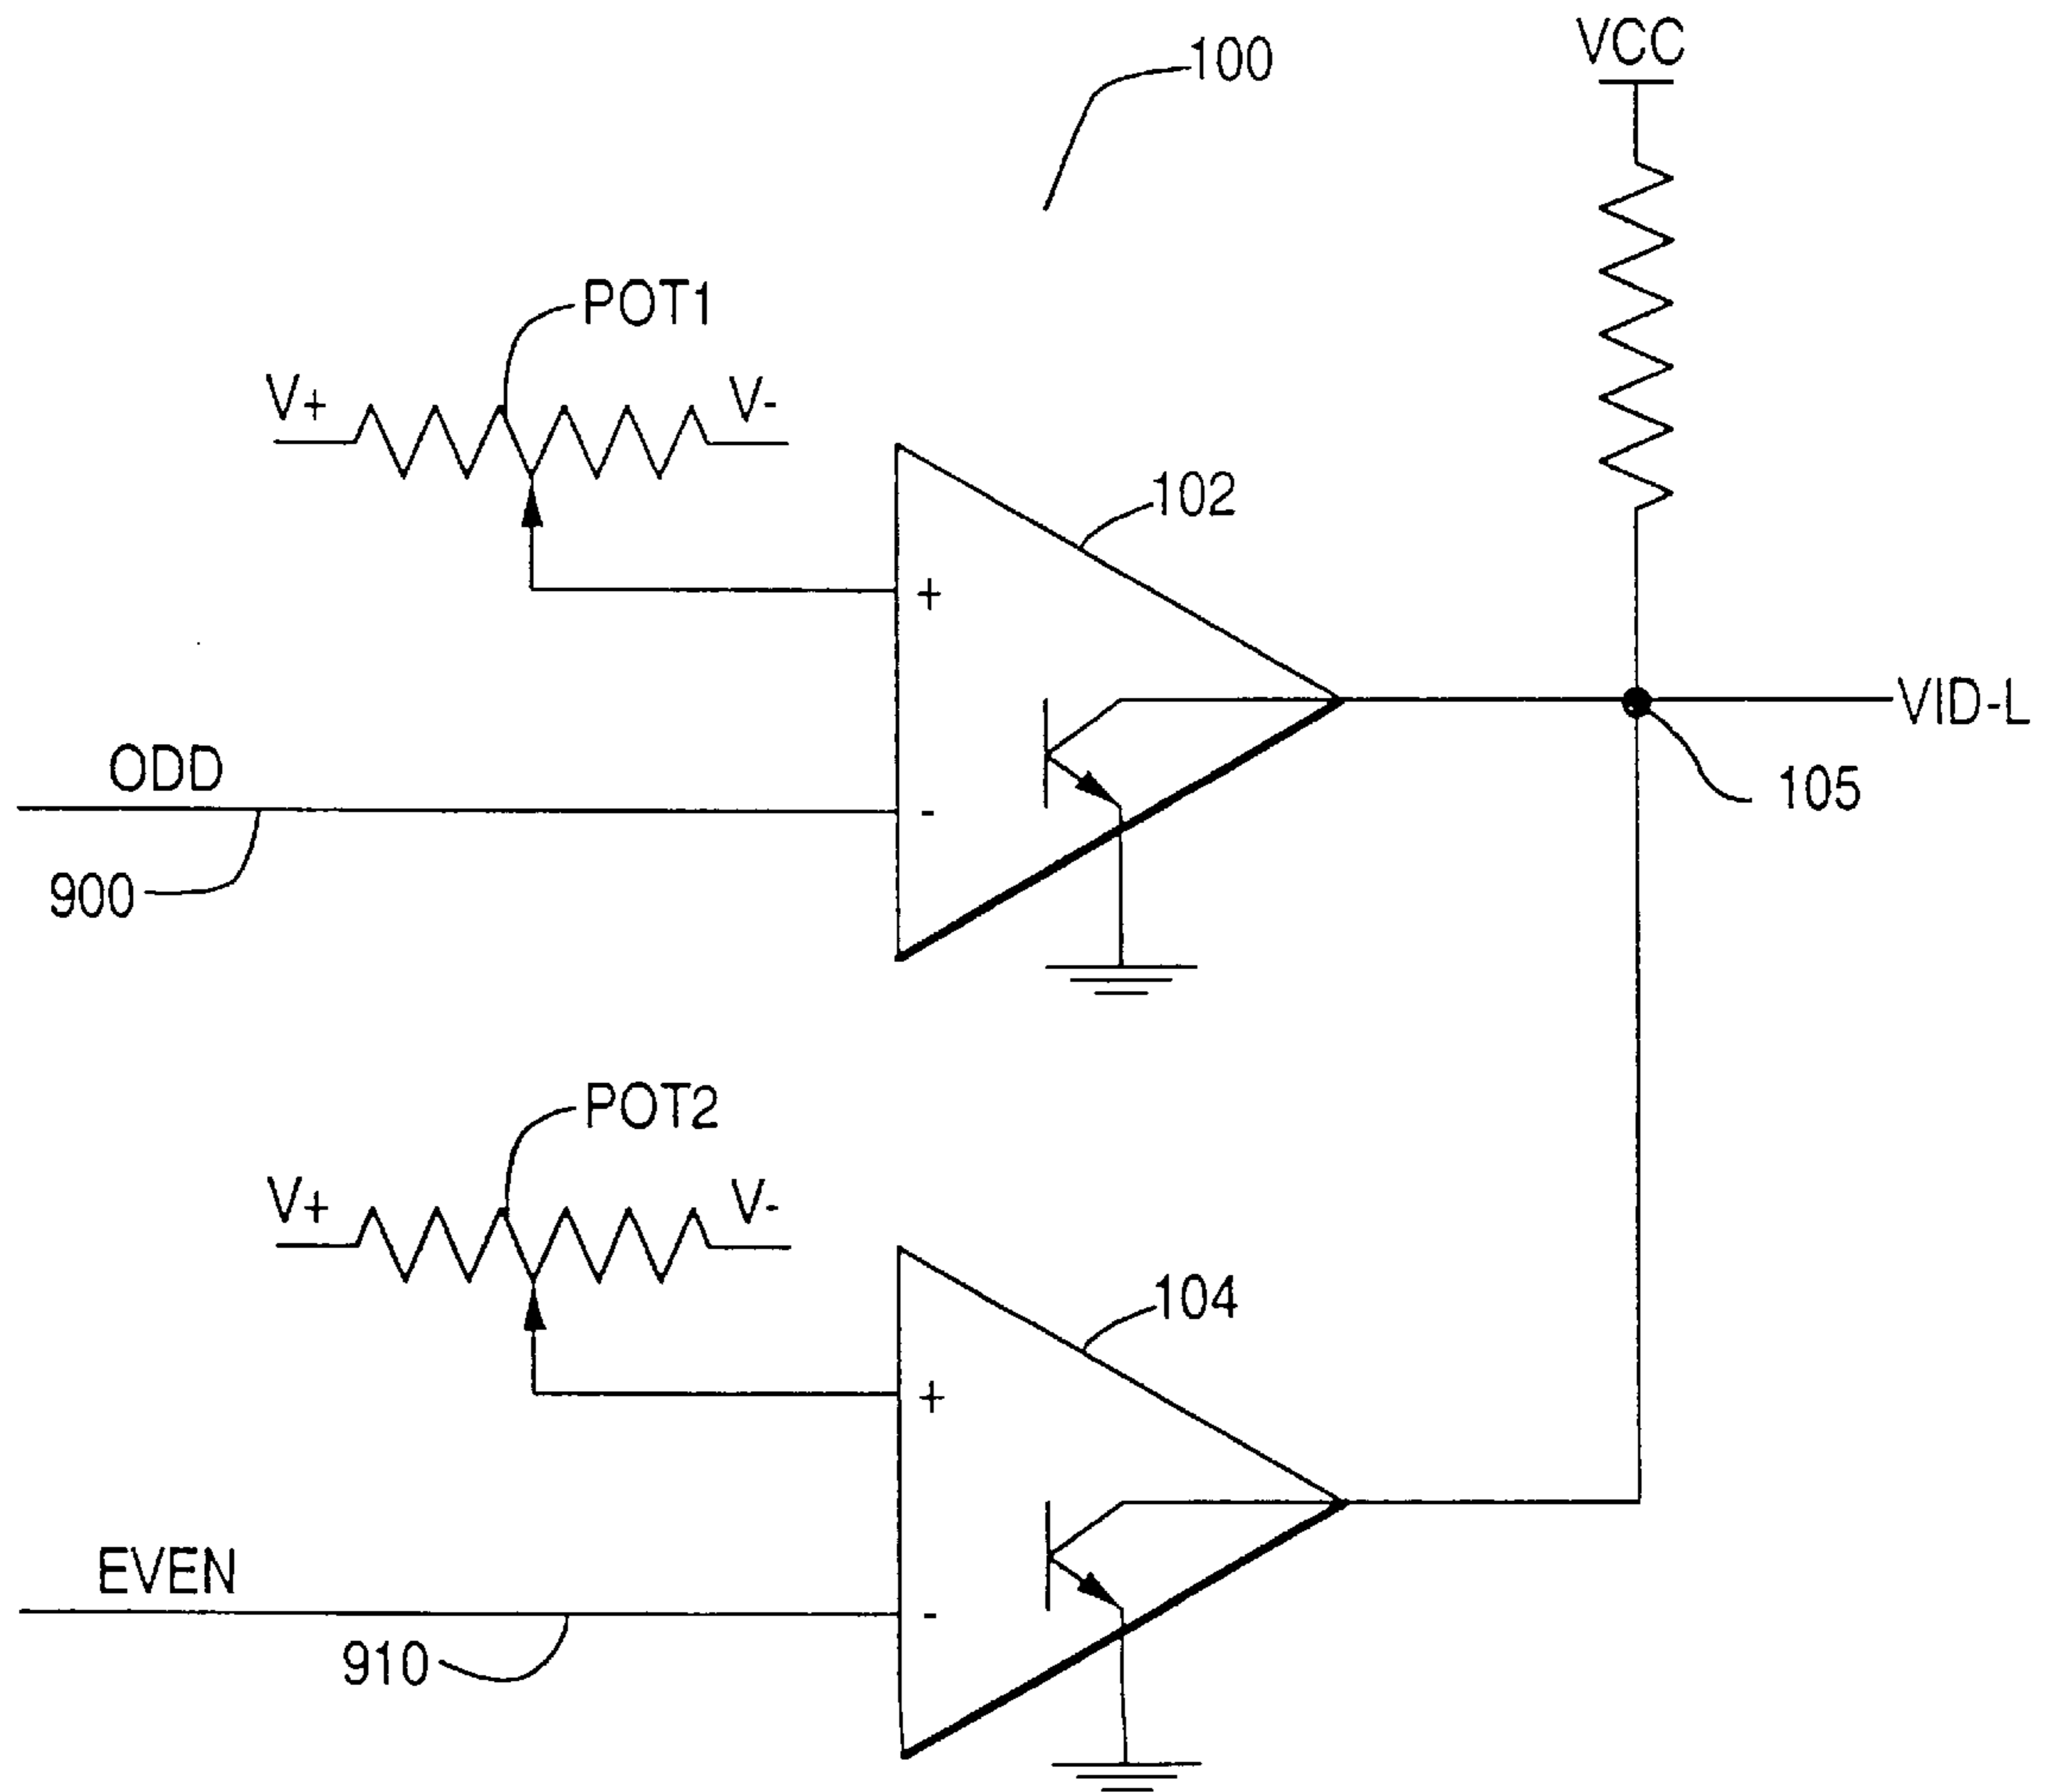 100
VCC
POT1
V+
V-
102
+
VID-L
ODD
-
105
900
POT2
V+
V-
104
+
EVEN
-
910